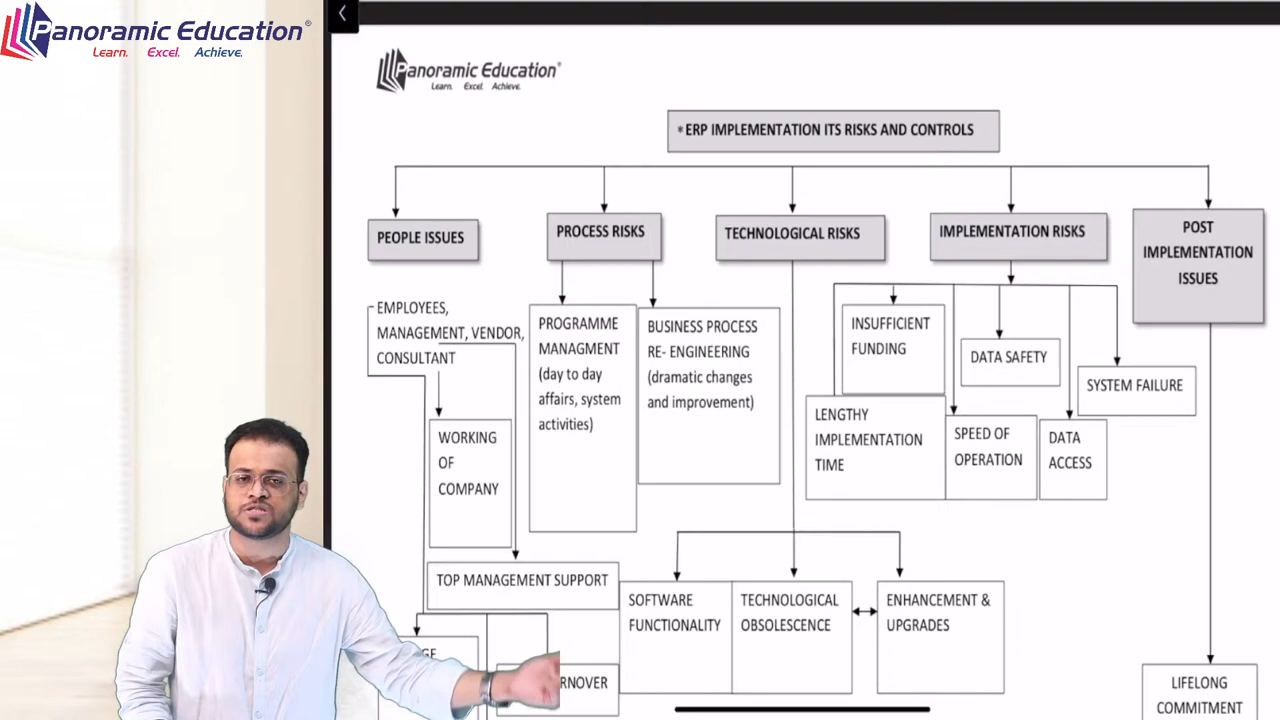 Panoramic Education®
Learn. Excel. Achieve.
Panoramic Education®
Learn. Excel. Achieve.
*ERP IMPLEMENTATION ITS RISKS AND CONTROLS
PEOPLE ISSUES
PROCESS RISKS
TECHNOLOGICAL RISKS
IMPLEMENTATION RISKS
POST
IMPLEMENTATION
ISSUES
EMPLOYEES,
MANAGEMENT, VENDOR,
CONSULTANT
PROGRAMME
MANAGMENT
(day to day
affairs, system
activities)
BUSINESS PROCESS
RE- ENGINEERING
(dramatic changes
and improvement)
INSUFFICIENT
FUNDING
DATA SAFETY
SYSTEM FAILURE
LENGTHY
IMPLEMENTATION
TIME
SPEED OF
OPERATION
DATA
ACCESS
WORKING
OF
COMPANY
TOP MANAGEMENT SUPPORT
SOFTWARE
FUNCTIONALITY
TECHNOLOGICAL
OBSOLESCENCE
ENHANCEMENT &
UPGRADES
LIFELONG
COMMITMENT